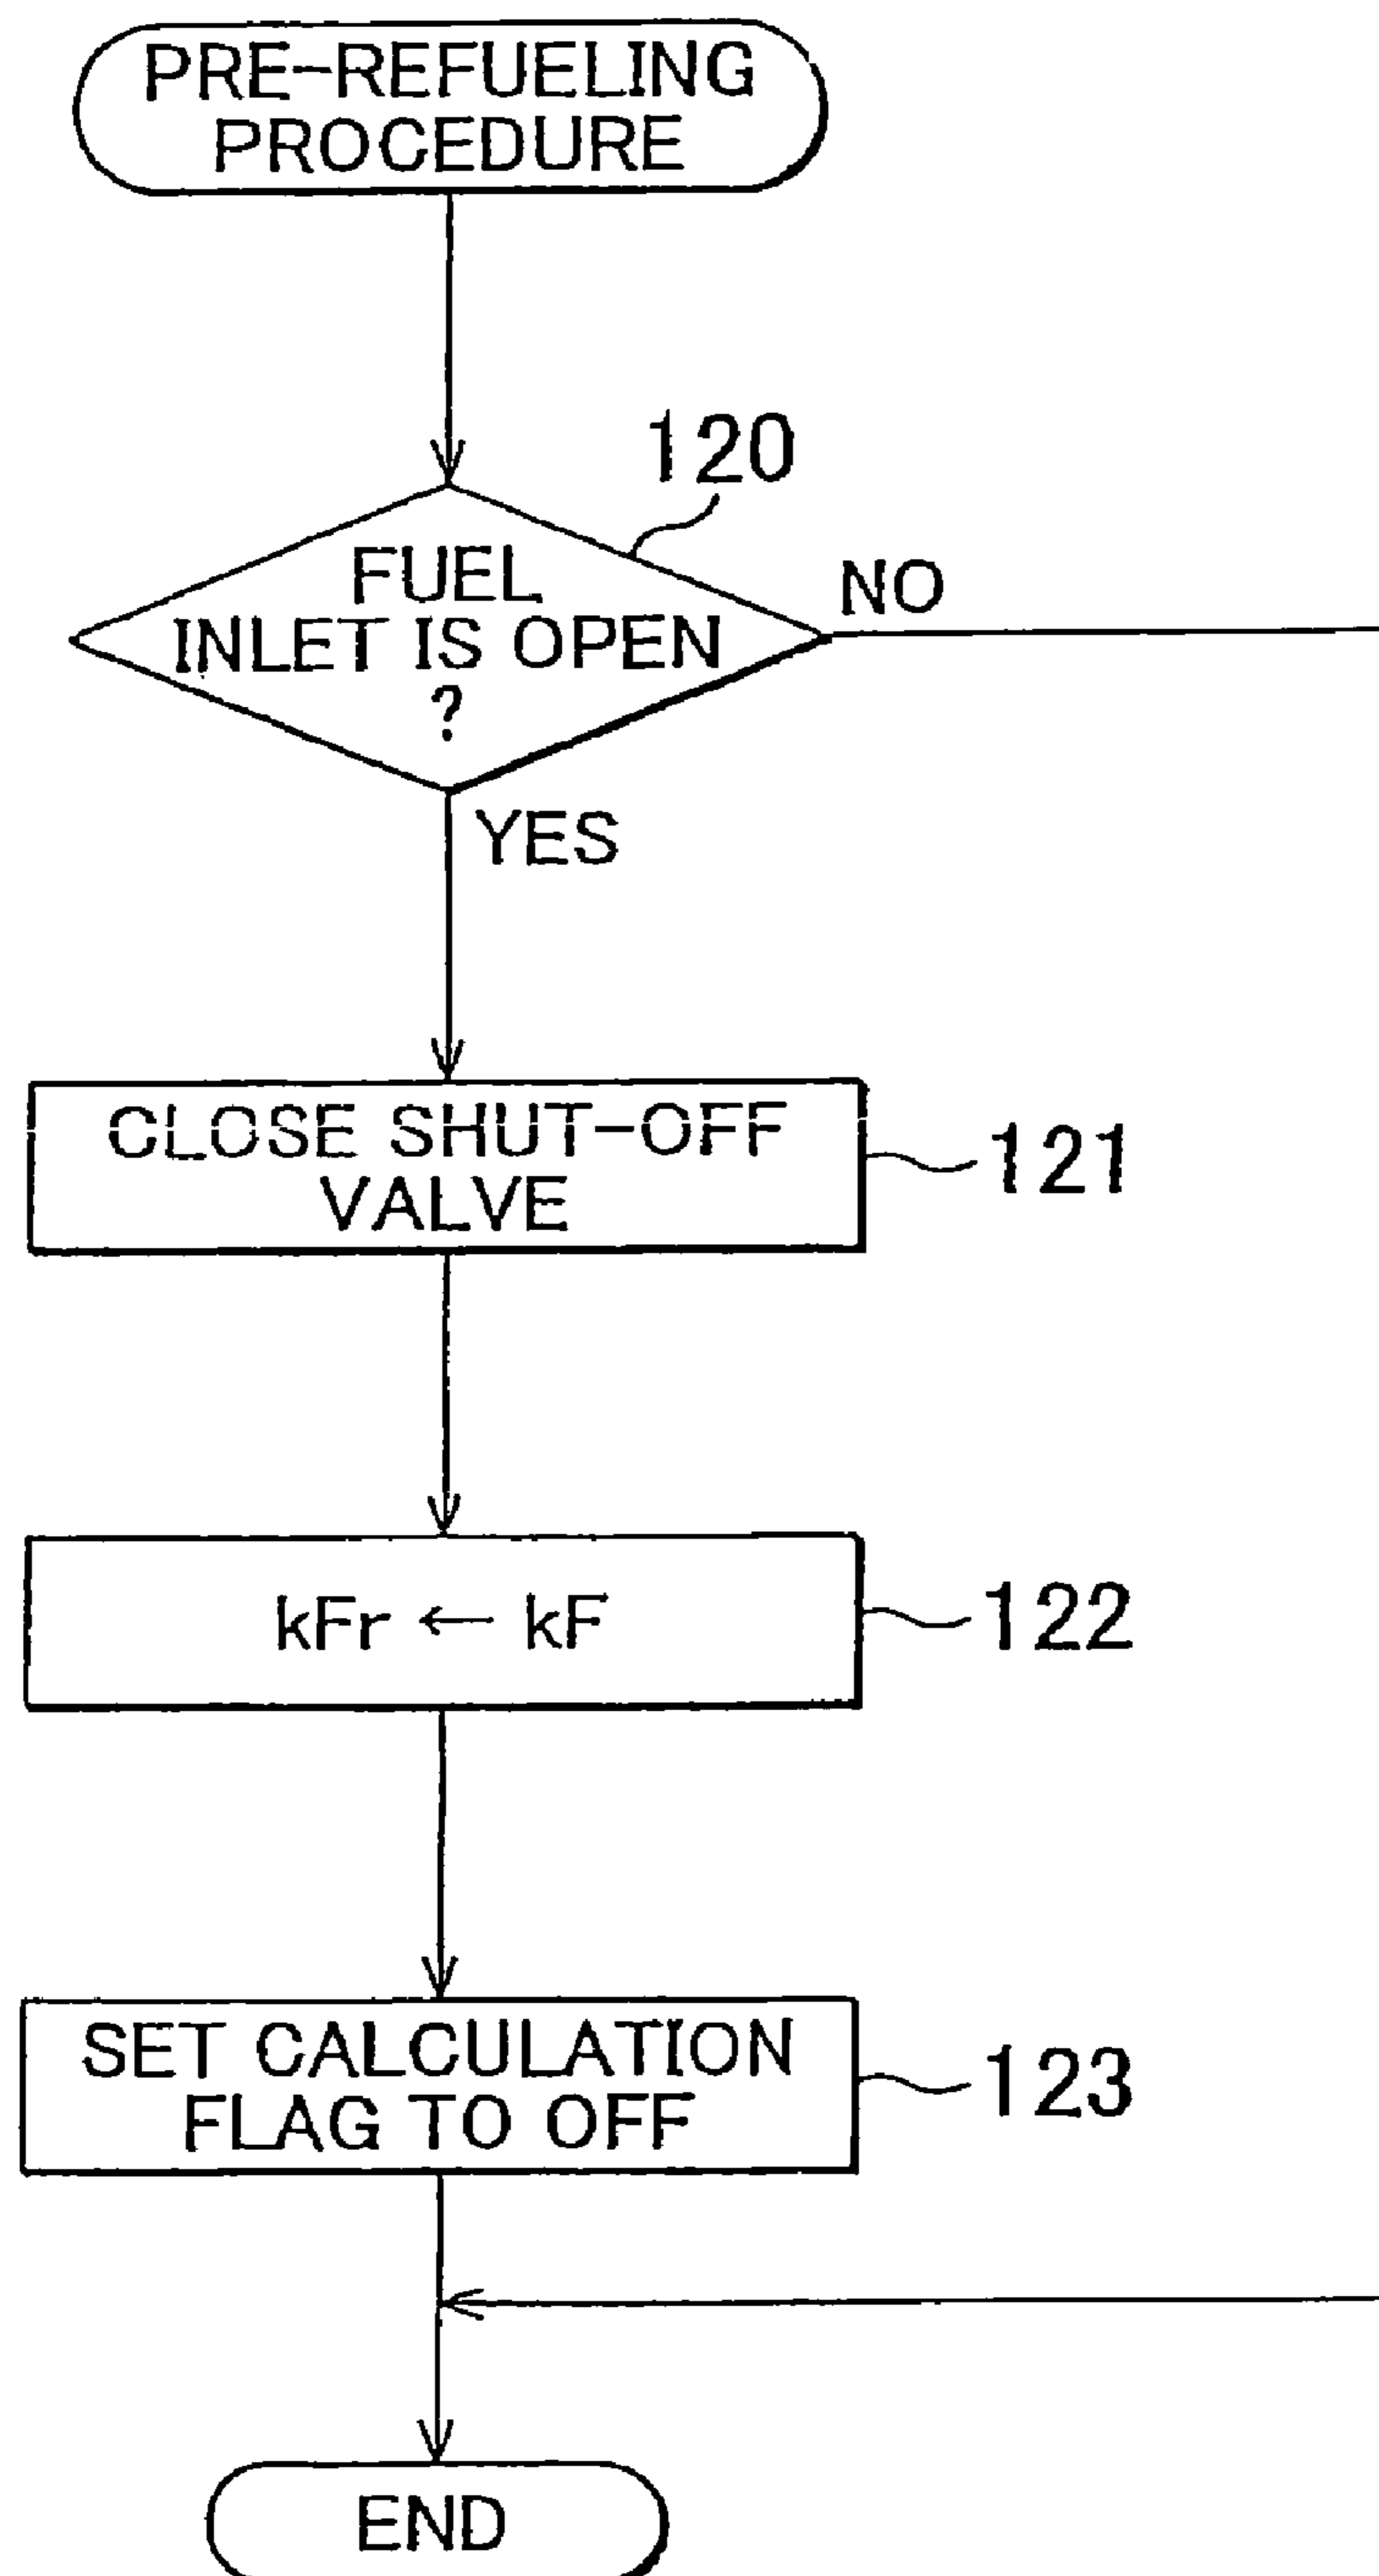 PRE-REFUELING
PROCEDURE
120
FUEL
INLET IS OPEN
?
NO
YES
CLOSE SHUT-OFF
VALVE
121
kFr ← kF
122
SET CALCULATION
FLAG TO OFF
123
END